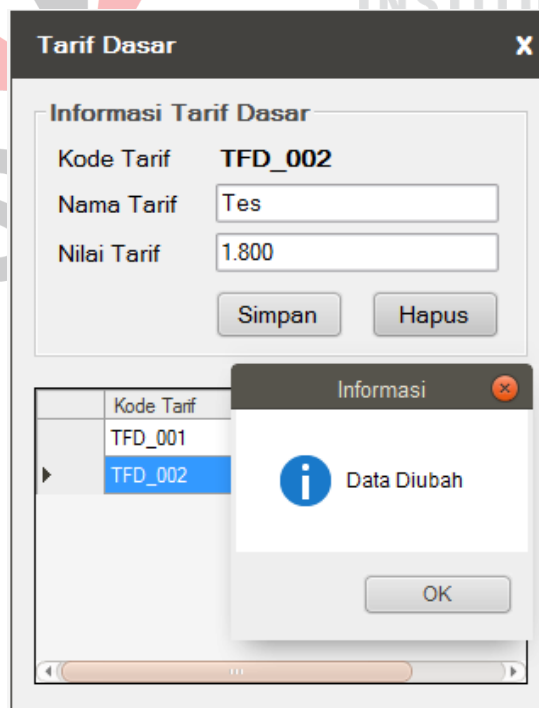 Tarif Dasar x
Informasi Tarif Dasar
Kode Tarif TFD_002
Nama Tarif Tes
Nilai Tarif 1.800
Simpan Hapus
Kode Tarif
TFD_001
TFD_002
Informasi
Data Diubah
OK